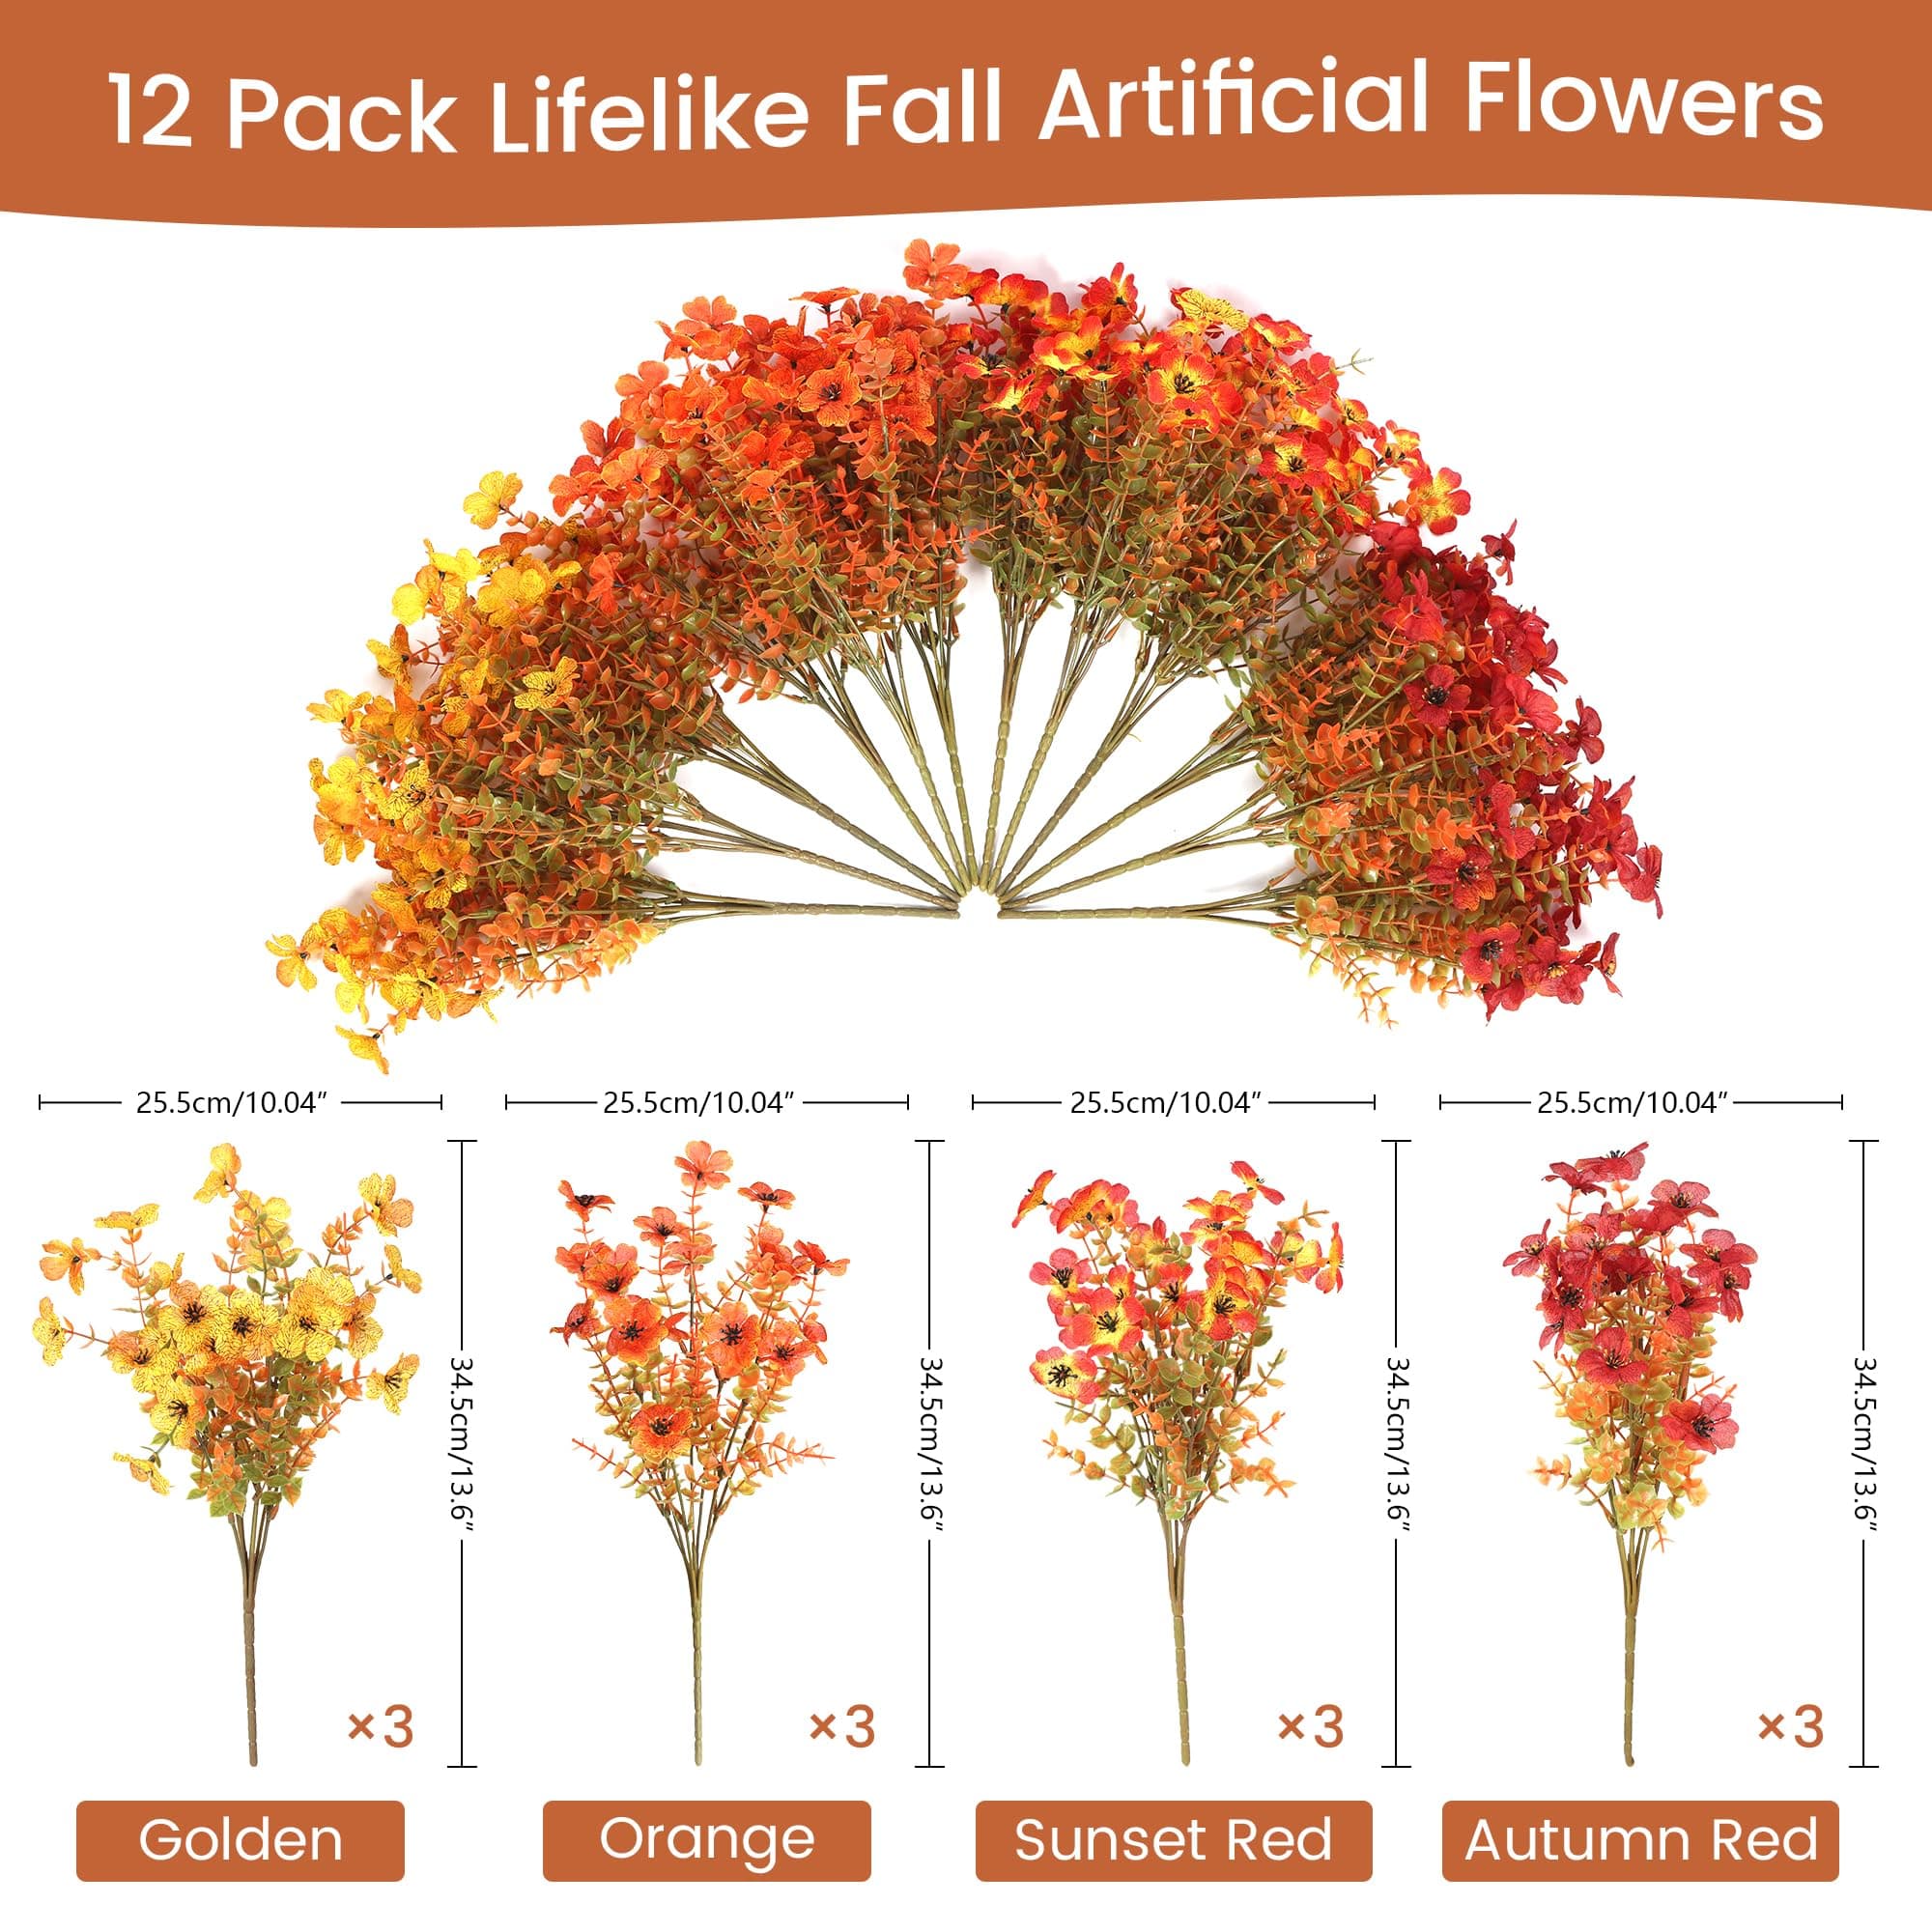 12 Pack Lifelike Fall Artificial Flowers
25.5cm/10.04″ 25.5cm/10.04″ 25.5cm/10.04″ 25.5cm/10.04″
34.5cm/13.6″
34.5cm/13.6″
34.5cm/13.6″
34.5cm/13.6″
×3 ×3 ×3 ×3
Golden Orange Sunset Red Autumn Red